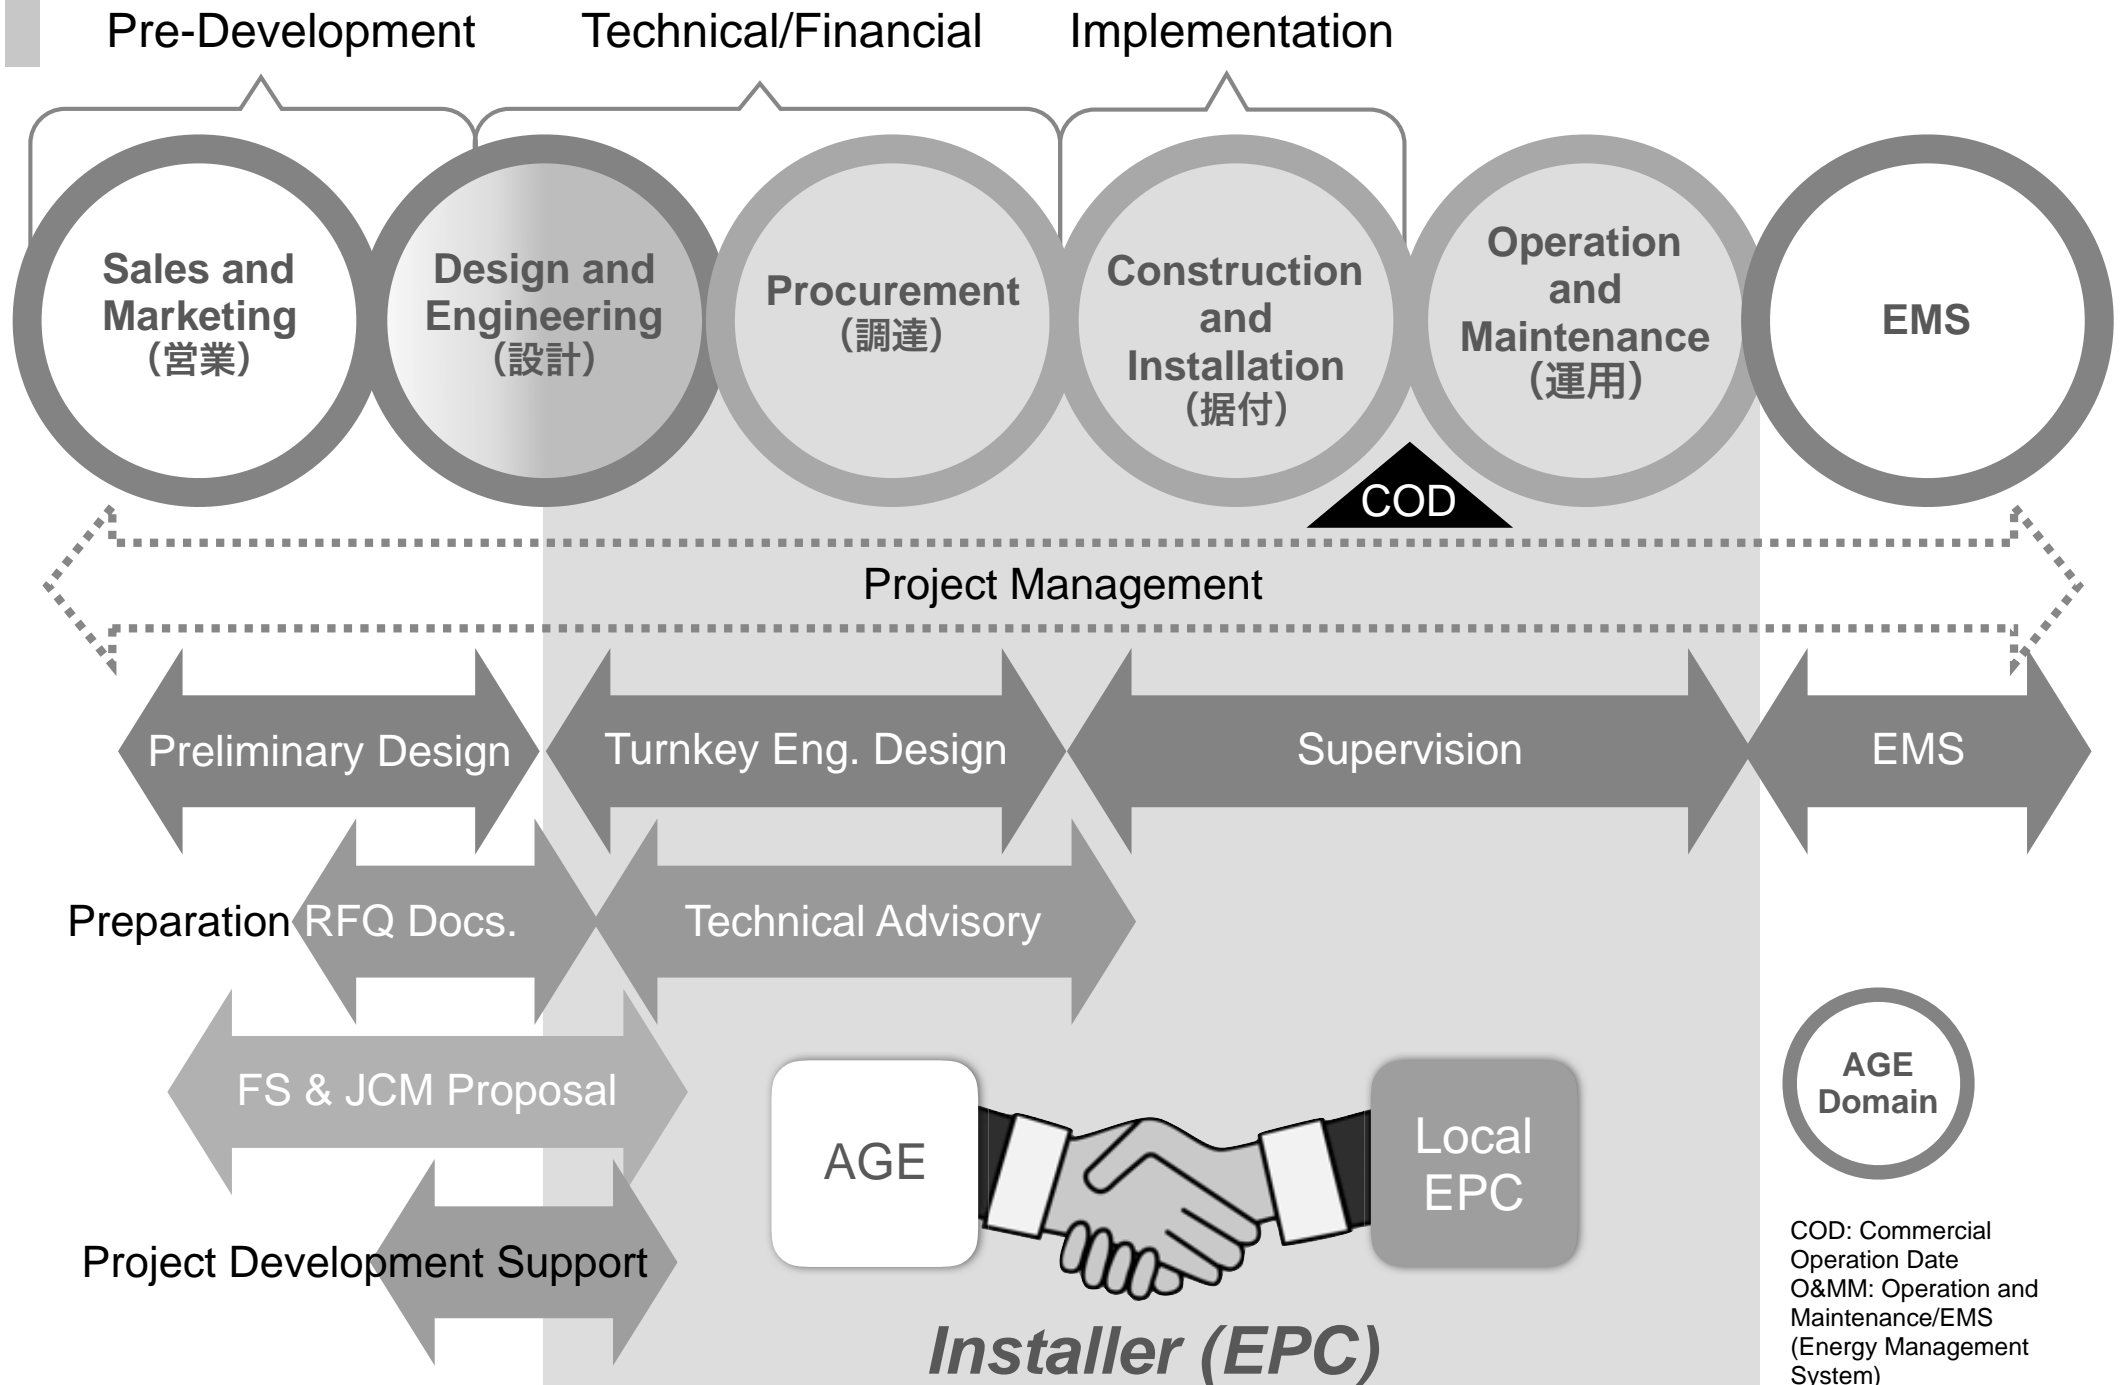 Pre-Development
Technical/Financial
Implementation
Sales and
Marketing
（営業）
Design and
Engineering
（設計）
Procurement
（調達）
Construction
and
Installation
（据付）
Operation
and
Maintenance
（運用）
EMS
COD
Project Management
Preliminary Design
Turnkey Eng. Design
Supervision
EMS
Preparation RFQ Docs.
Technical Advisory
FS & JCM Proposal
Project Development Support
AGE
Local
EPC
Installer (EPC)
AGE
Domain
COD: Commercial
Operation Date
O&MM: Operation and
Maintenance/EMS
(Energy Management
System)